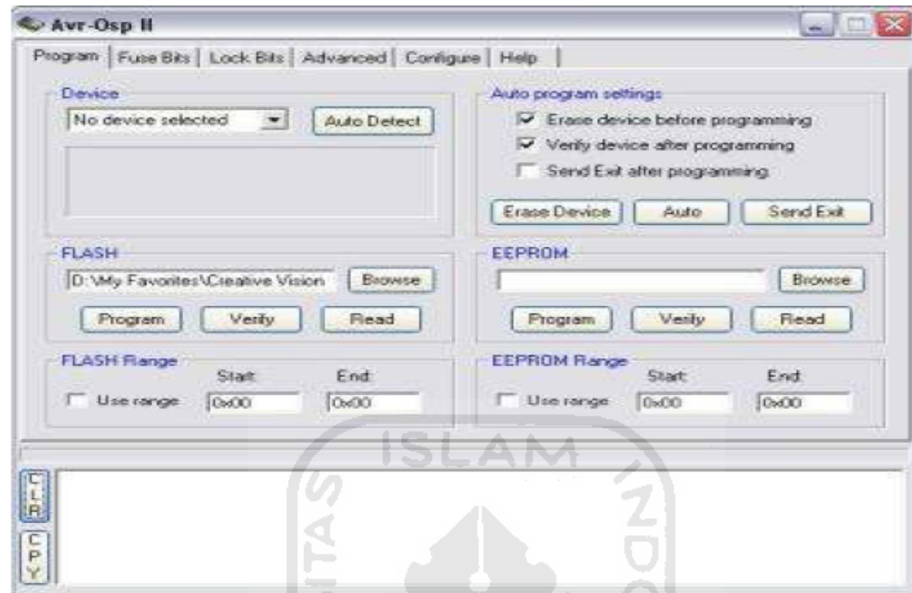 Avr-Osp II
Program Fuse Bits Lock Bits Advanced Configure Help
Device
No device selected Auto Detect
Auto program settings
Erase device before programming
Verify device after programming
Send Exit after programming
Erase Device Auto Send Exit
FLASH
D:\My Favorites\Creative Vision Browse
Program Verify Read
EEPROM
Browse
Program Verify Read
FLASH Range
Start: End:
Use range 0x00 0x00
EEPROM Range
Start: End:
Use range 0x00 0x00
CLR
CPY
ITAS ISLAM INDO